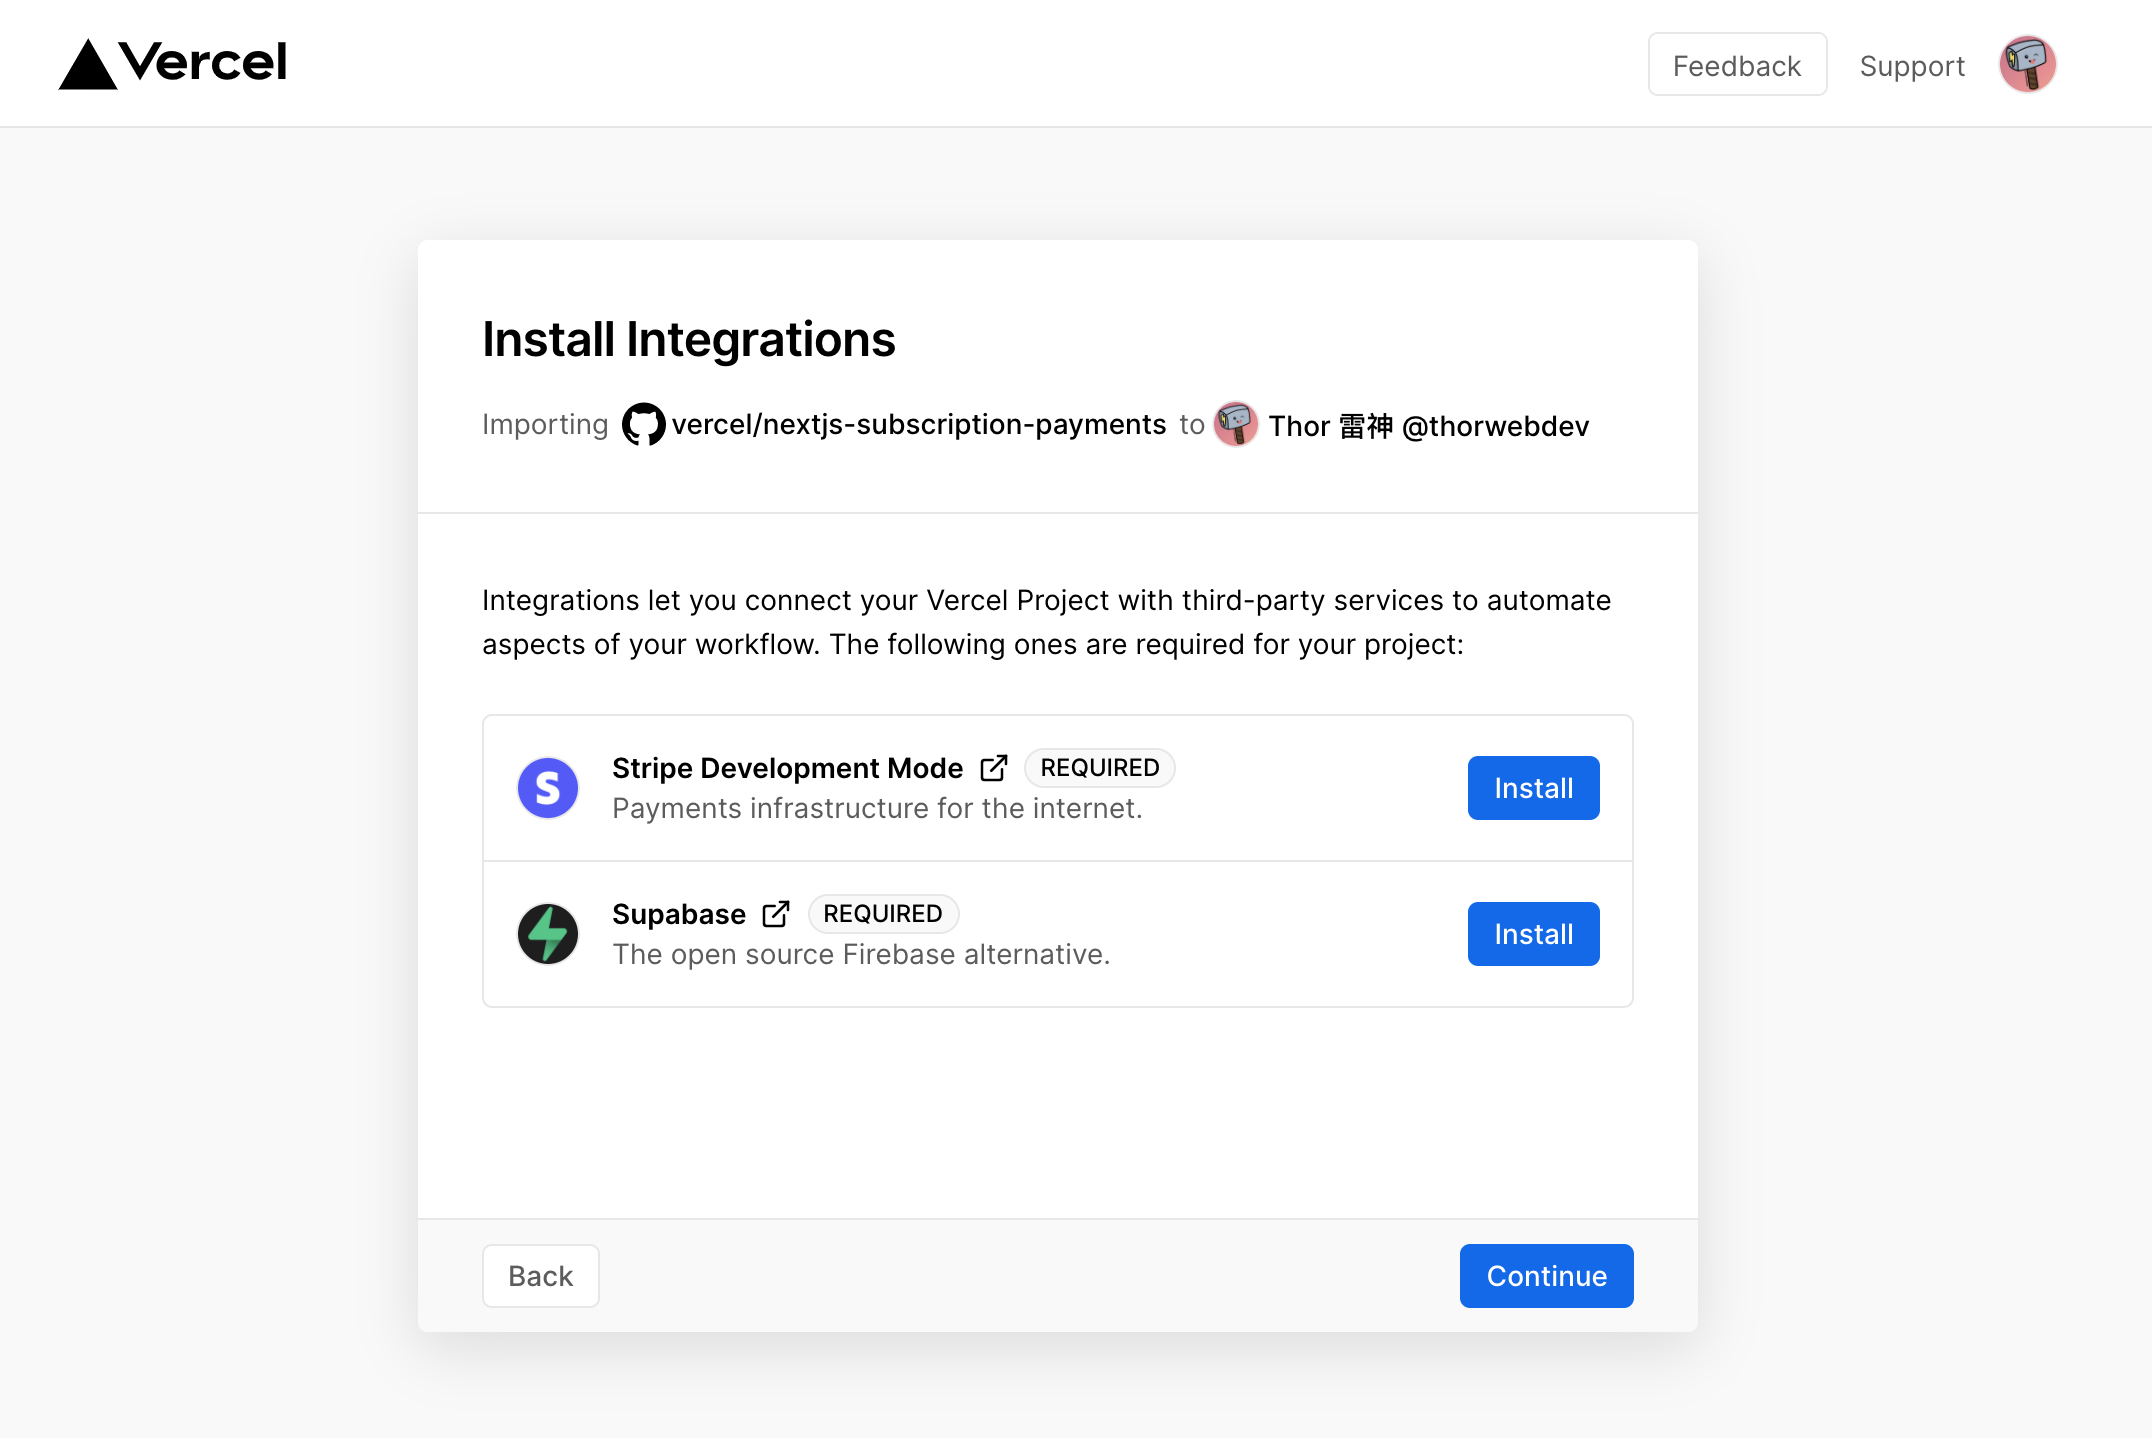 Vercel
Feedback
Support
Install Integrations
Importing vercel/nextjs-subscription-payments to Thor 雷神 @thorwebdev
Integrations let you connect your Vercel Project with third-party services to automate
aspects of your workflow. The following ones are required for your project:
S
Stripe Development Mode REQUIRED
Payments infrastructure for the internet.
Install
Supabase REQUIRED
The open source Firebase alternative.
Install
Back
Continue